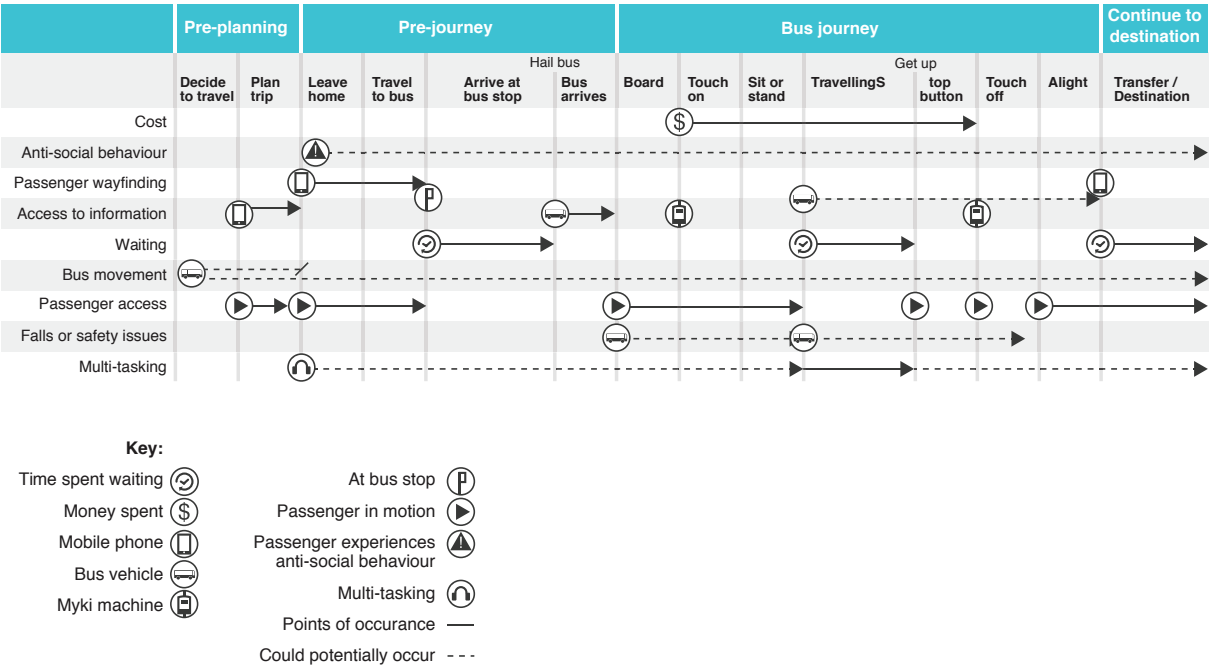 Pre-planning
Pre-journey
Bus journey
Continue to
destination
Hail bus
Get up
Decide
to travel
Plan
trip
Leave
home
Travel
to bus
Arrive at
bus stop
Bus
arrives
Board
Touch
on
Sit or
stand
TravellingS
top
button
Touch
off
Alight
Transfer /
Destination
Cost
$
Anti-social behaviour
Passenger wayfinding
Access to information
Waiting
Bus movement
Passenger access
Falls or safety issues
Multi-tasking
Key:
Time spent waiting
Money spent $
Mobile phone
Bus vehicle
Myki machine
At bus stop
Passenger in motion
Passenger experiences
anti-social behaviour
Multi-tasking
Points of occurance
Could potentially occur